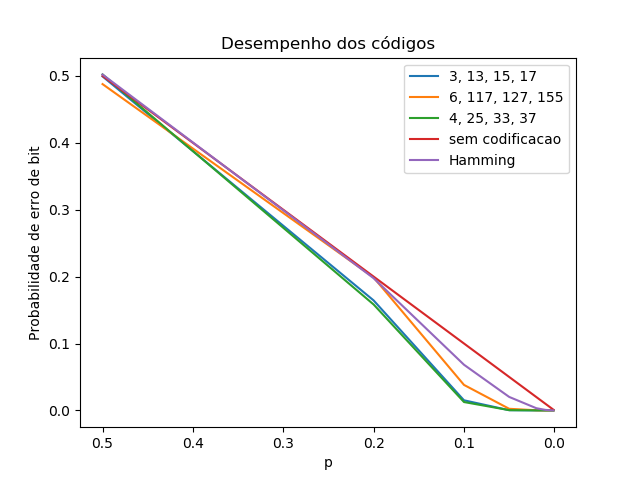 Desempenho dos códigos
Probabilidade de erro de bit
0.5
0.4
0.3
0.2
0.1
0.0
3, 13, 15, 17
6, 117, 127, 155
4, 25, 33, 37
sem codificacao
Hamming
0.5 0.4 0.3 0.2 0.1 0.0
p